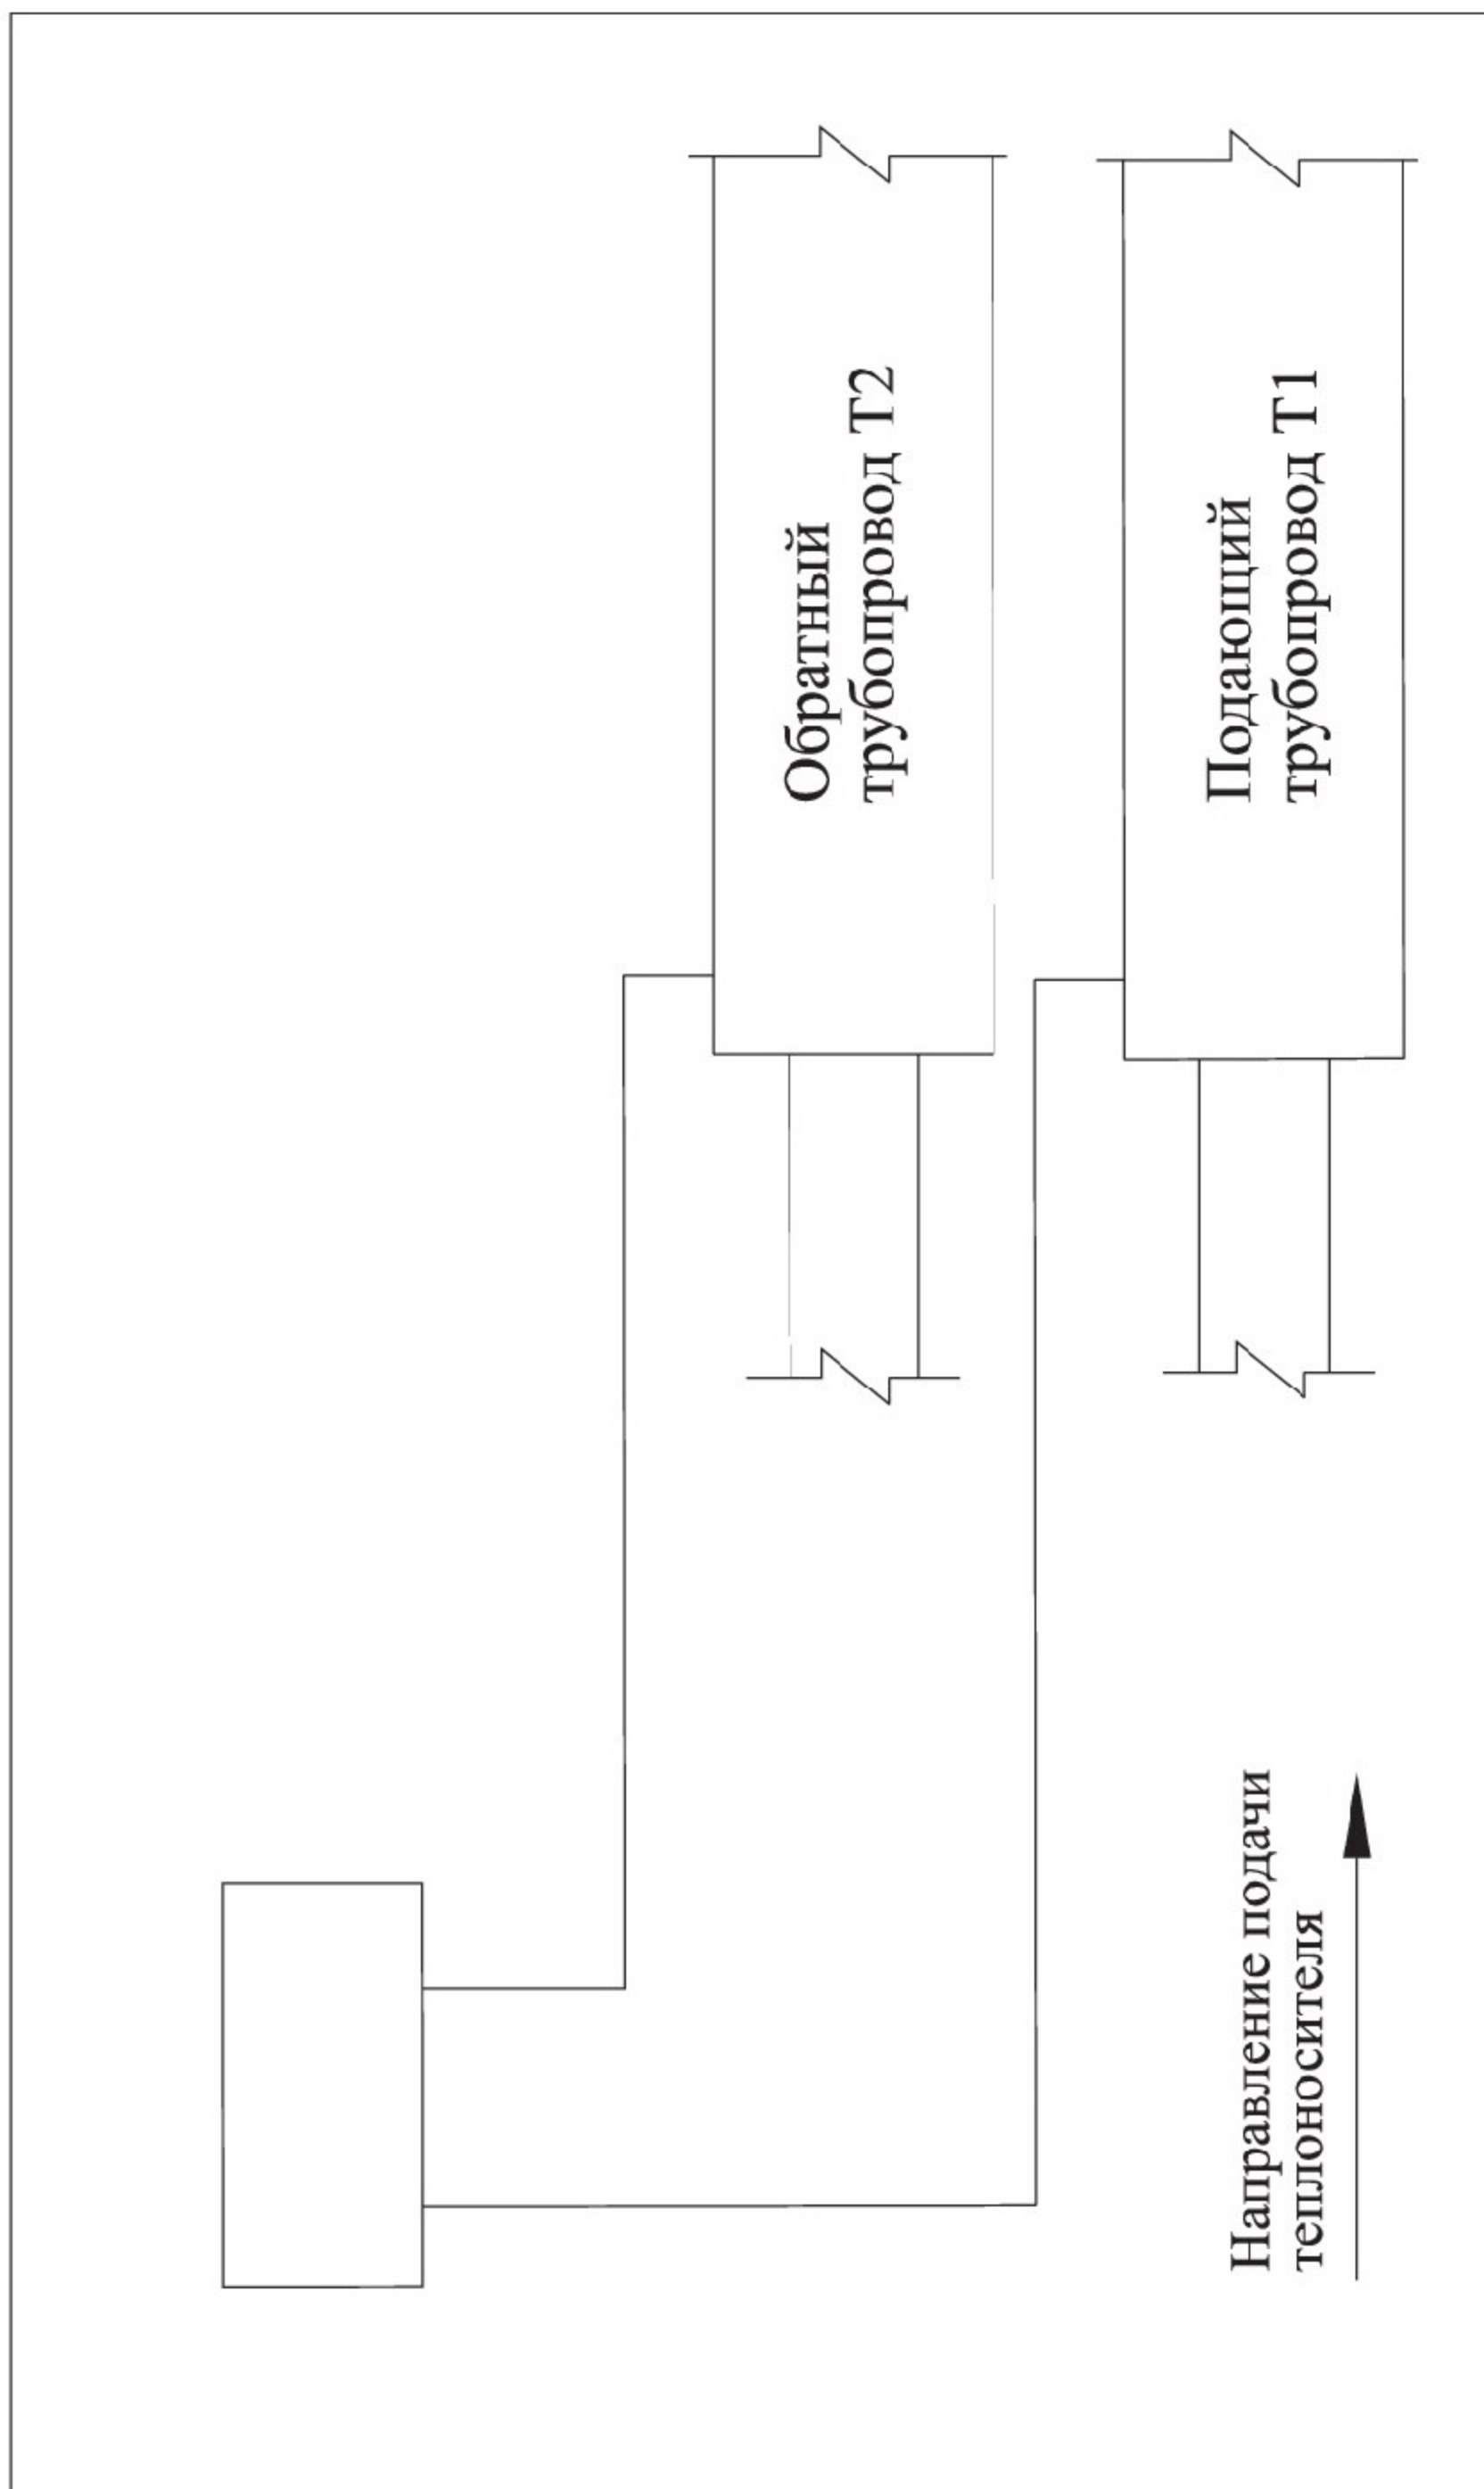 Обратный
трубопровод Т2
Подающий
трубопровод Т1
Направление подачи
теплоносителя